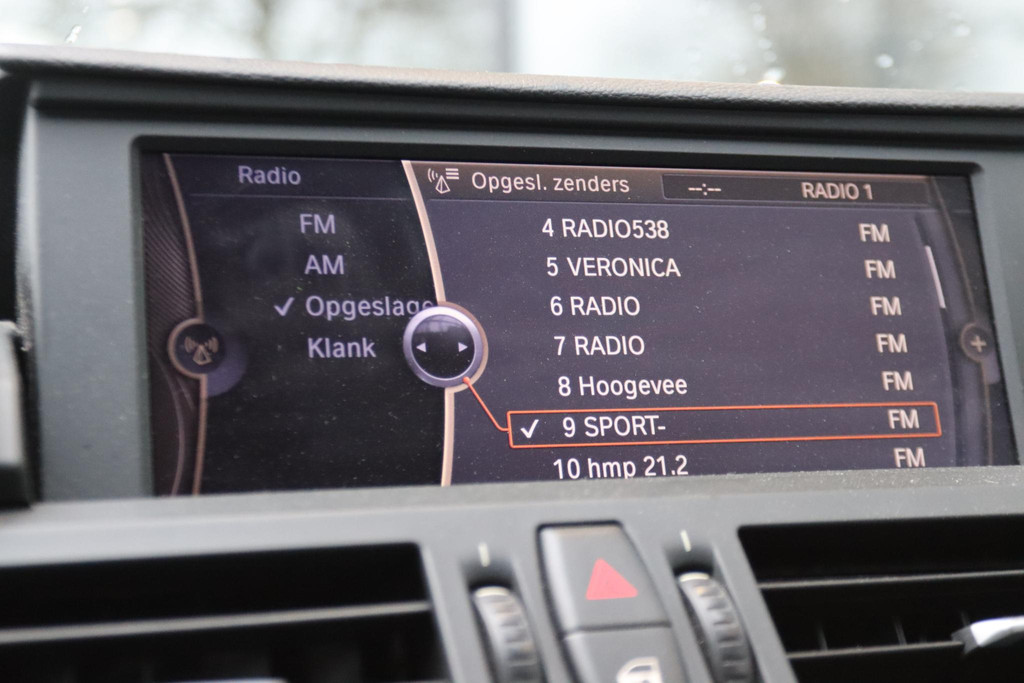 Radio
FM
AM
✓ Opgeslage
Klank
Opgesl. zenders --:-- RADIO 1
4 RADIO538 FM
5 VERONICA FM
6 RADIO FM
7 RADIO FM
8 Hoogevee FM
✓ 9 SPORT- FM
10 hmp 21.2 FM